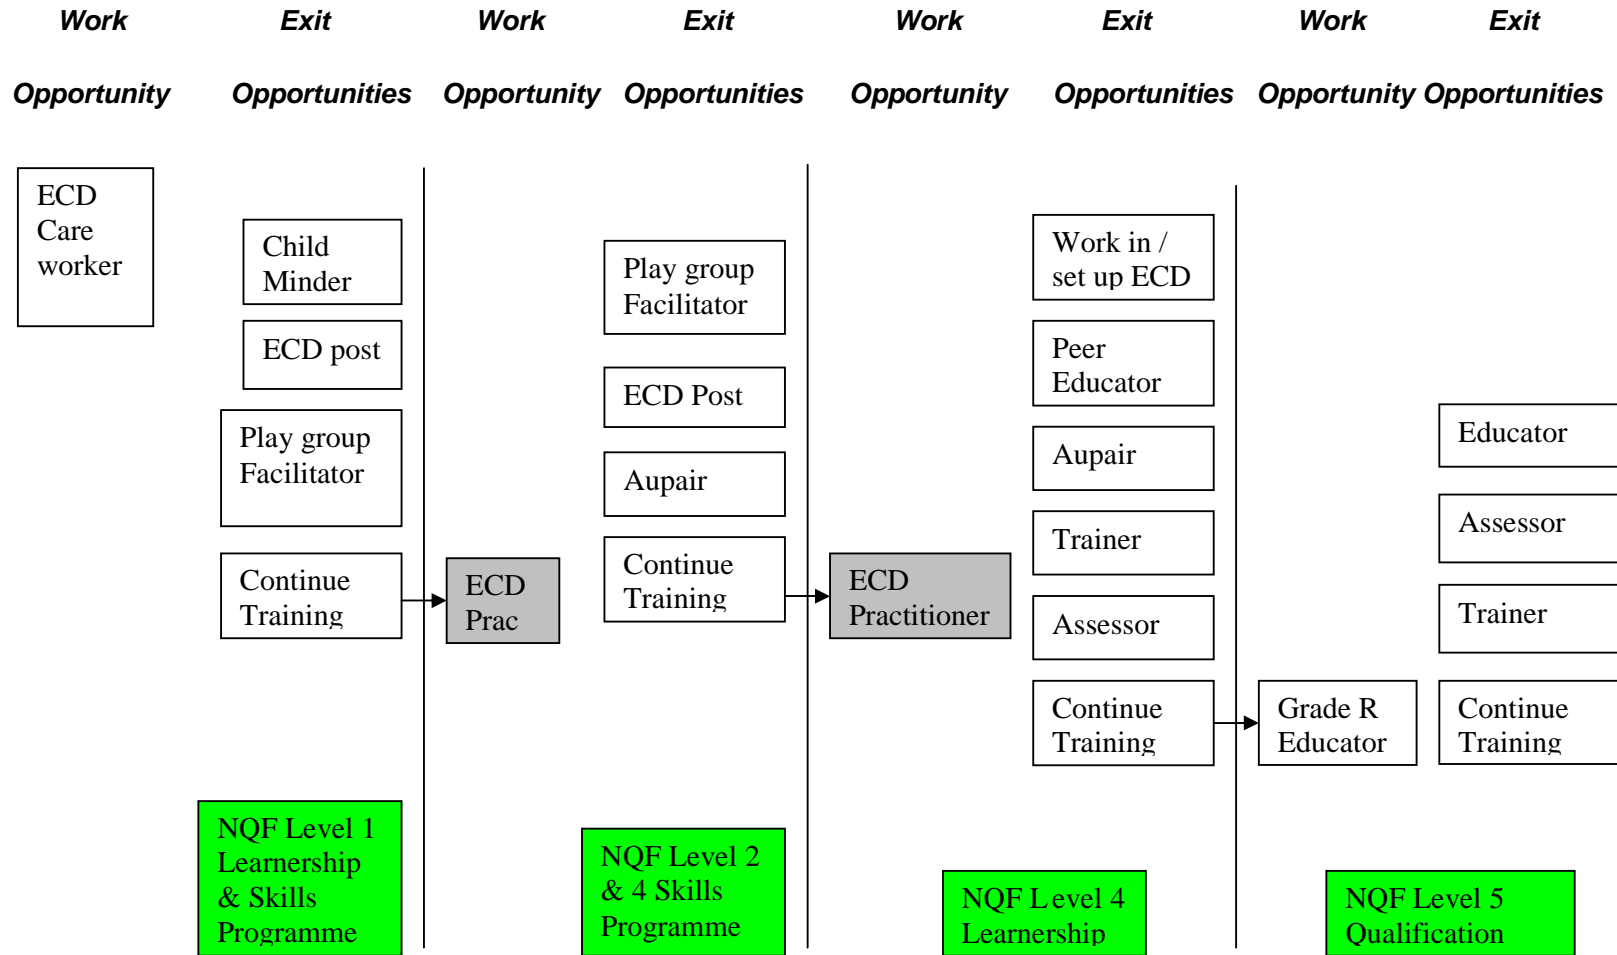 Work Exit Work Exit Work Exit Work Exit
Opportunity Opportunities Opportunity Opportunities Opportunity Opportunities Opportunity Opportunities
ECD
Care
worker
Child
Minder
ECD post
Play group
Facilitator
Continue
Training
NQF Level 1
Learnership
& Skills
Programme
ECD
Prac
Play group
Facilitator
ECD Post
Aupair
Continue
Training
NQF Level 2
& 4 Skills
Programme
ECD
Practitioner
Work in /
set up ECD
Peer
Educator
Aupair
Trainer
Assessor
Continue
Training
NQF Level 4
Learnership
Grade R
Educator
Educator
Assessor
Trainer
Continue
Training
NQF Level 5
Qualification